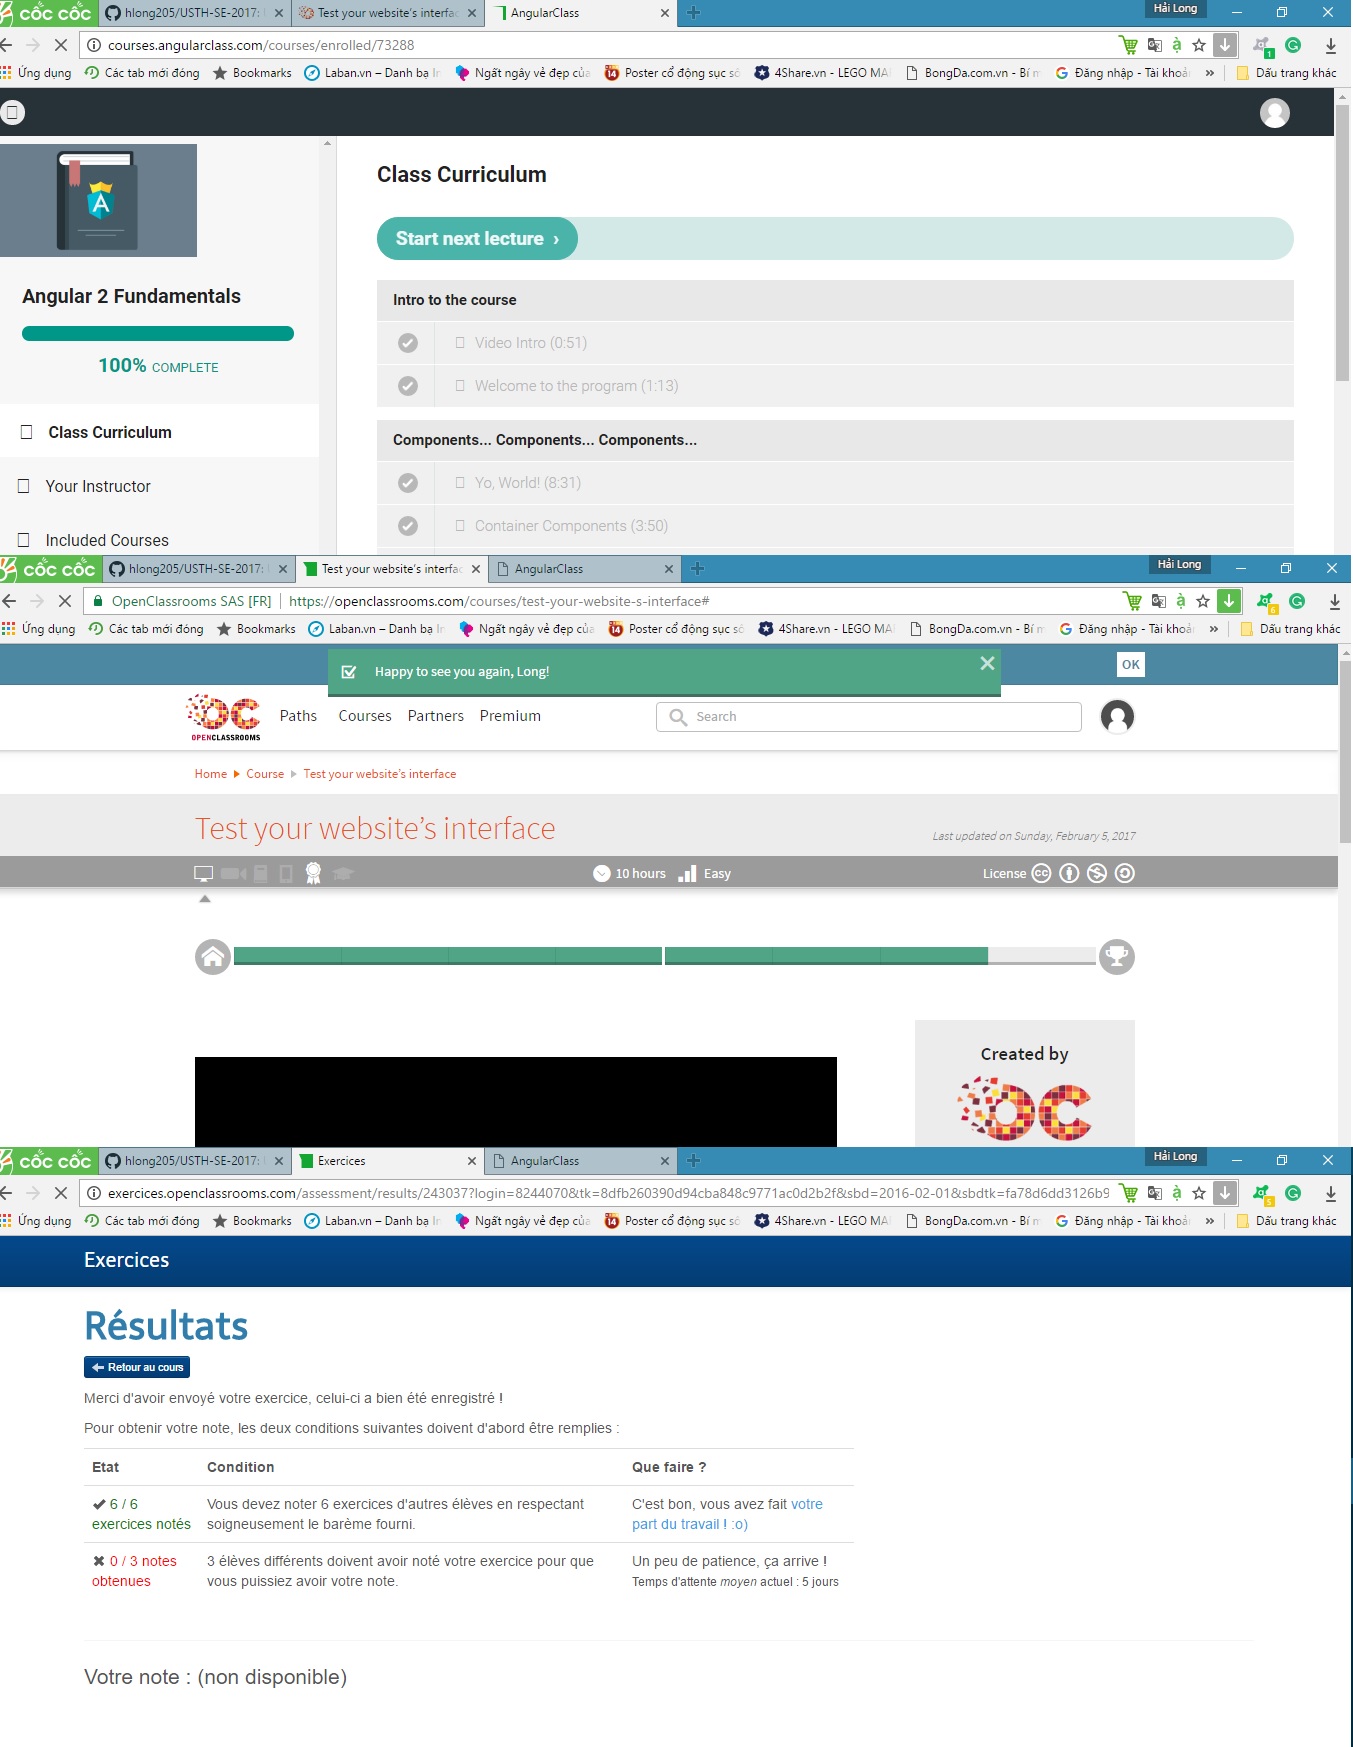 cốc cốc
hlong205/USTH-SE-2017:
Test your website's interfac
AngularClass
Hải Long
courses.angularclass.com/courses/enrolled/73288
Ứng dụng
Các tab mới đóng
Bookmarks
Laban.vn – Danh bạ In
Ngất ngây vẻ đẹp của
Poster cổ động sục sô
4Share.vn - LEGO MA
BongDa.com.vn - Bí m
Đăng nhập - Tài khoả
»
Dấu trang khác
Class Curriculum
Start next lecture ›
Angular 2 Fundamentals
100% COMPLETE
Class Curriculum
Your Instructor
Included Courses
Intro to the course
Video Intro (0:51)
Welcome to the program (1:13)
Components... Components... Components...
Yo, World! (8:31)
Container Components (3:50)
cốc cốc
hlong205/USTH-SE-2017:
Test your website's interfac
AngularClass
Hải Long
OpenClassrooms SAS [FR]
https://openclassrooms.com/courses/test-your-website-s-interface#
Ứng dụng
Các tab mới đóng
Bookmarks
Laban.vn – Danh bạ In
Ngất ngây vẻ đẹp của
Poster cổ động sục sô
4Share.vn - LEGO MA
BongDa.com.vn - Bí m
Đăng nhập - Tài khoả
»
Dấu trang khác
Happy to see you again, Long!
OK
OC
OPENCLASSROOMS
Paths
Courses
Partners
Premium
Search
Home
Course
Test your website's interface
Test your website's interface
Last updated on Sunday, February 5, 2017
10 hours
Easy
License
Created by
OC
cốc cốc
hlong205/USTH-SE-2017:
Exercices
AngularClass
Hải Long
exercices.openclassrooms.com/assessment/results/243037?login=8244070&tk=8dfb260390d94cba848c9771ac0d2b2f&sbd=2016-02-01&sbdtk=fa78d6dd3126b9
Ứng dụng
Các tab mới đóng
Bookmarks
Laban.vn – Danh bạ In
Ngất ngây vẻ đẹp của
Poster cổ động sục sô
4Share.vn - LEGO MA
BongDa.com.vn - Bí m
Đăng nhập - Tài khoả
»
Dấu trang khác
Exercices
Résultats
Retour au cours
Merci d'avoir envoyé votre exercice, celui-ci a bien été enregistré !
Pour obtenir votre note, les deux conditions suivantes doivent d'abord être remplies :
Etat
Condition
Que faire ?
6 / 6
exercices notés
Vous devez noter 6 exercices d'autres élèves en respectant
soigneusement le barème fourni.
C'est bon, vous avez fait votre
part du travail ! :o)
0 / 3 notes
obtenues
3 élèves différents doivent avoir noté votre exercice pour que
vous puissiez avoir votre note.
Un peu de patience, ça arrive !
Temps d'attente moyen actuel : 5 jours
Votre note : (non disponible)